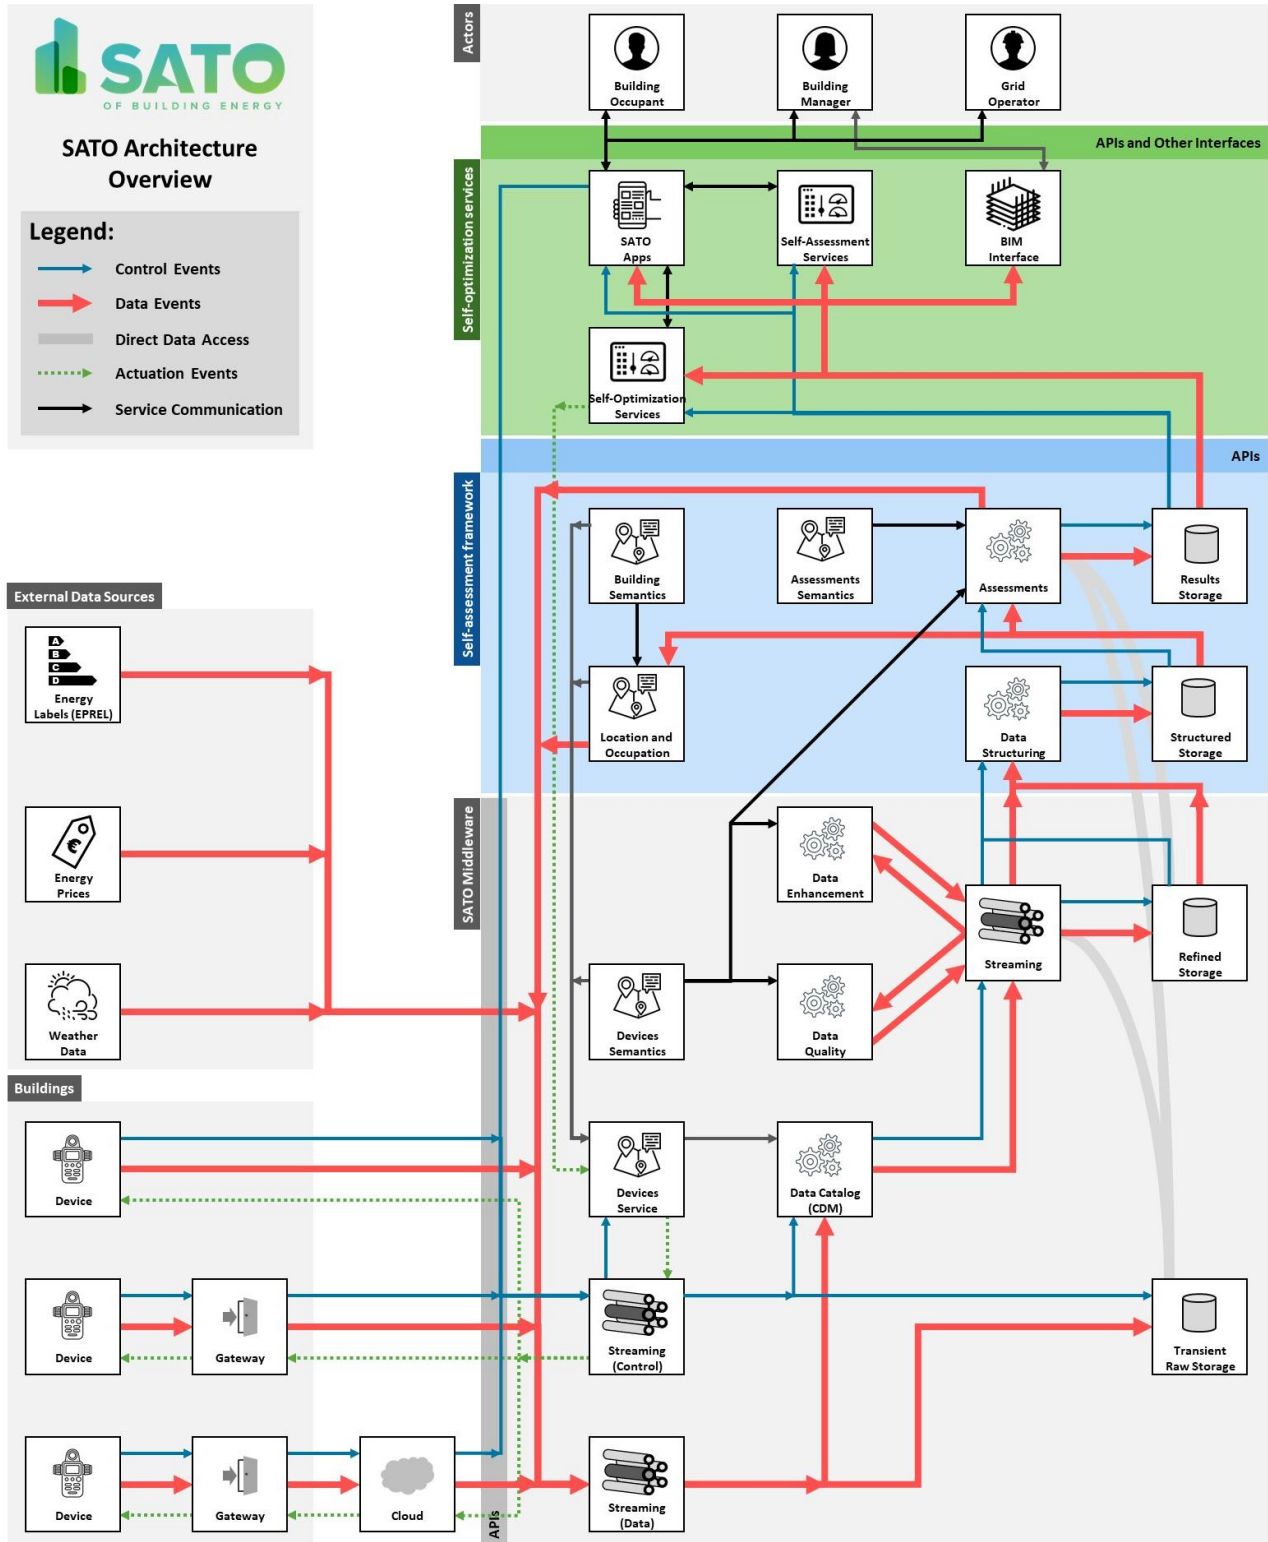 SATO
OF BUILDING ENERGY
SATO Architecture
Overview
Legend:
Control Events
Data Events
Direct Data Access
Actuation Events
Service Communication
Actors
Building
Occupant
Building
Manager
Grid
Operator
APIs and Other Interfaces
Self-optimization services
SATO
Apps
Self-Assessment
Services
BIM
Interface
Self-Optimization
Services
APIs
Self-assessment framework
Building
Semantics
Assessments
Semantics
Assessments
Results
Storage
Location and
Occupation
Data
Structuring
Structured
Storage
External Data Sources
A
B
C
D
Energy
Labels (EPREL)
€
Energy
Prices
Weather
Data
SATO Middleware
Data
Enhancement
Streaming
Refined
Storage
Devices
Semantics
Data
Quality
Buildings
Device
Devices
Service
Data Catalog
(CDM)
Device
Gateway
Streaming
(Control)
Transient
Raw Storage
Device
Gateway
Cloud
APIs
Streaming
(Data)